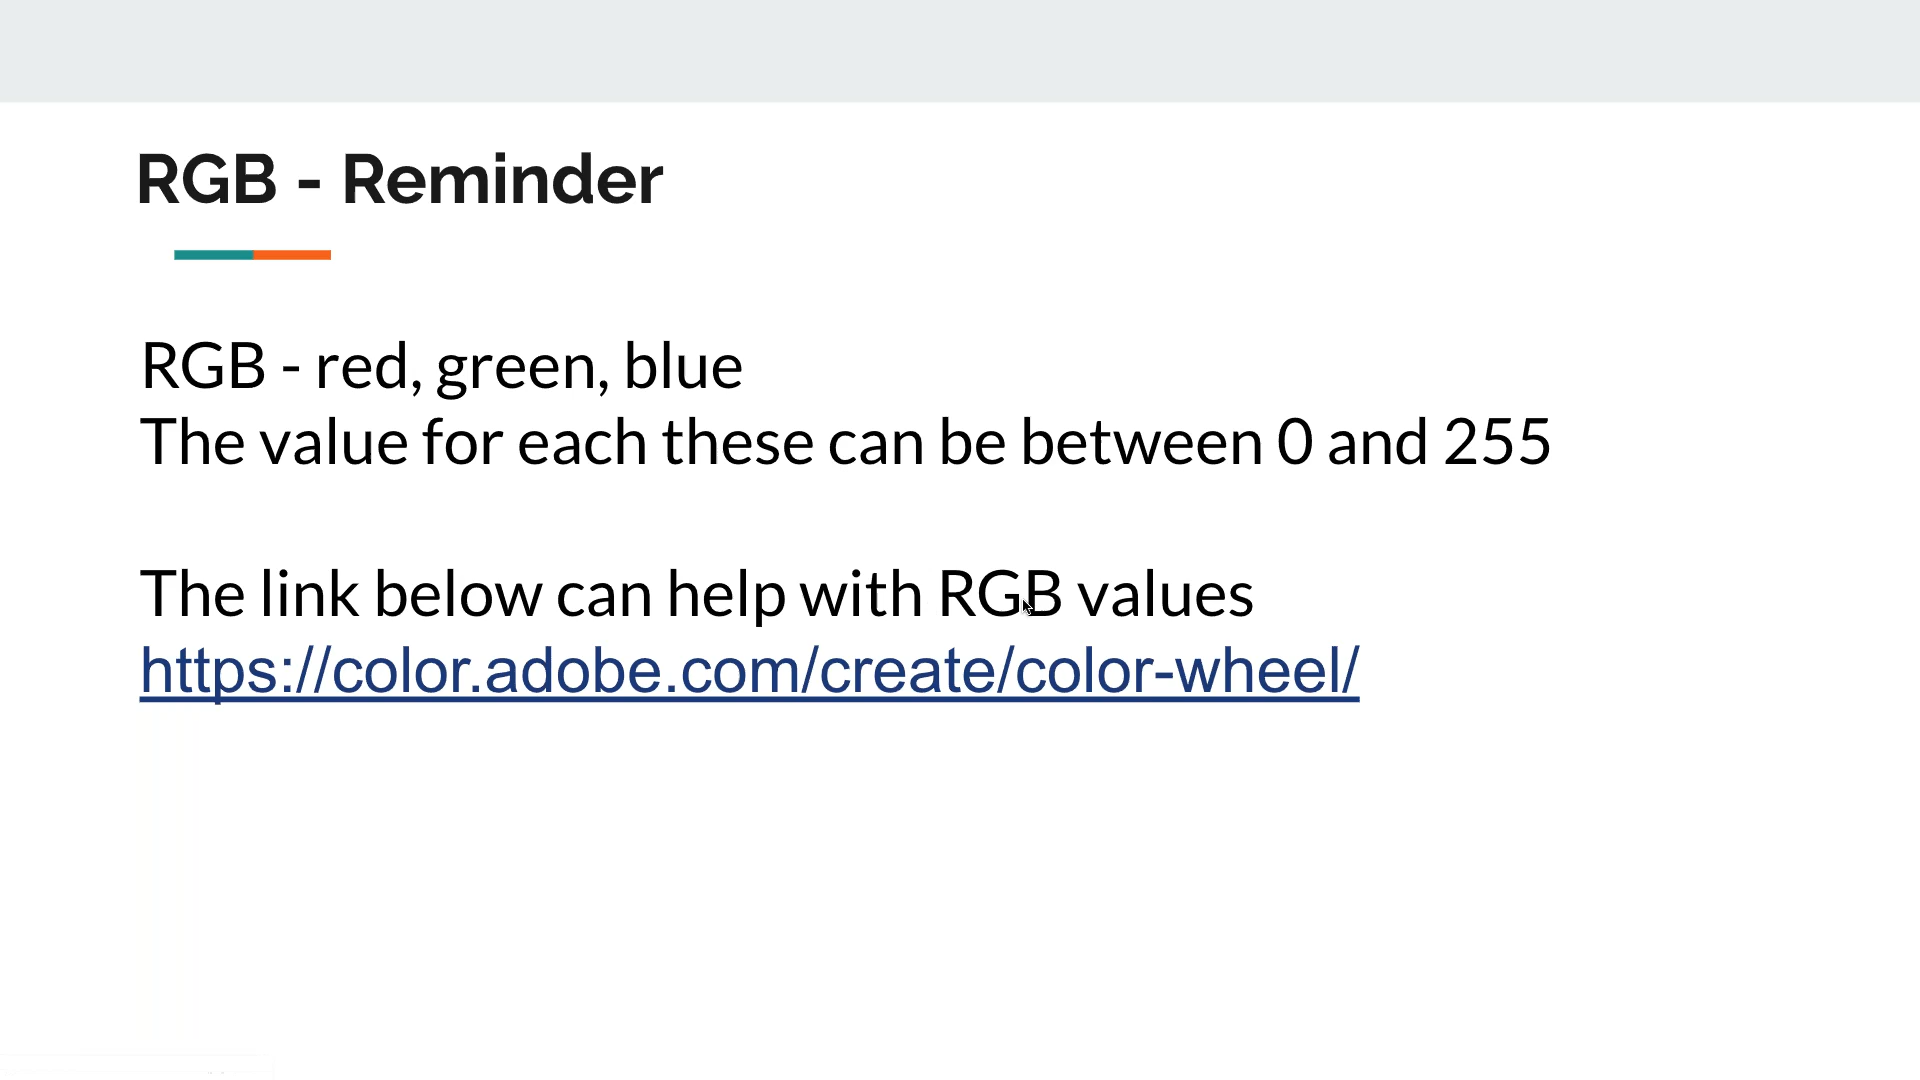 RGB - Reminder
RGB - red, green, blue
The value for each these can be between 0 and 255
The link below can help with RGB values
https://color.adobe.com/create/color-wheel/